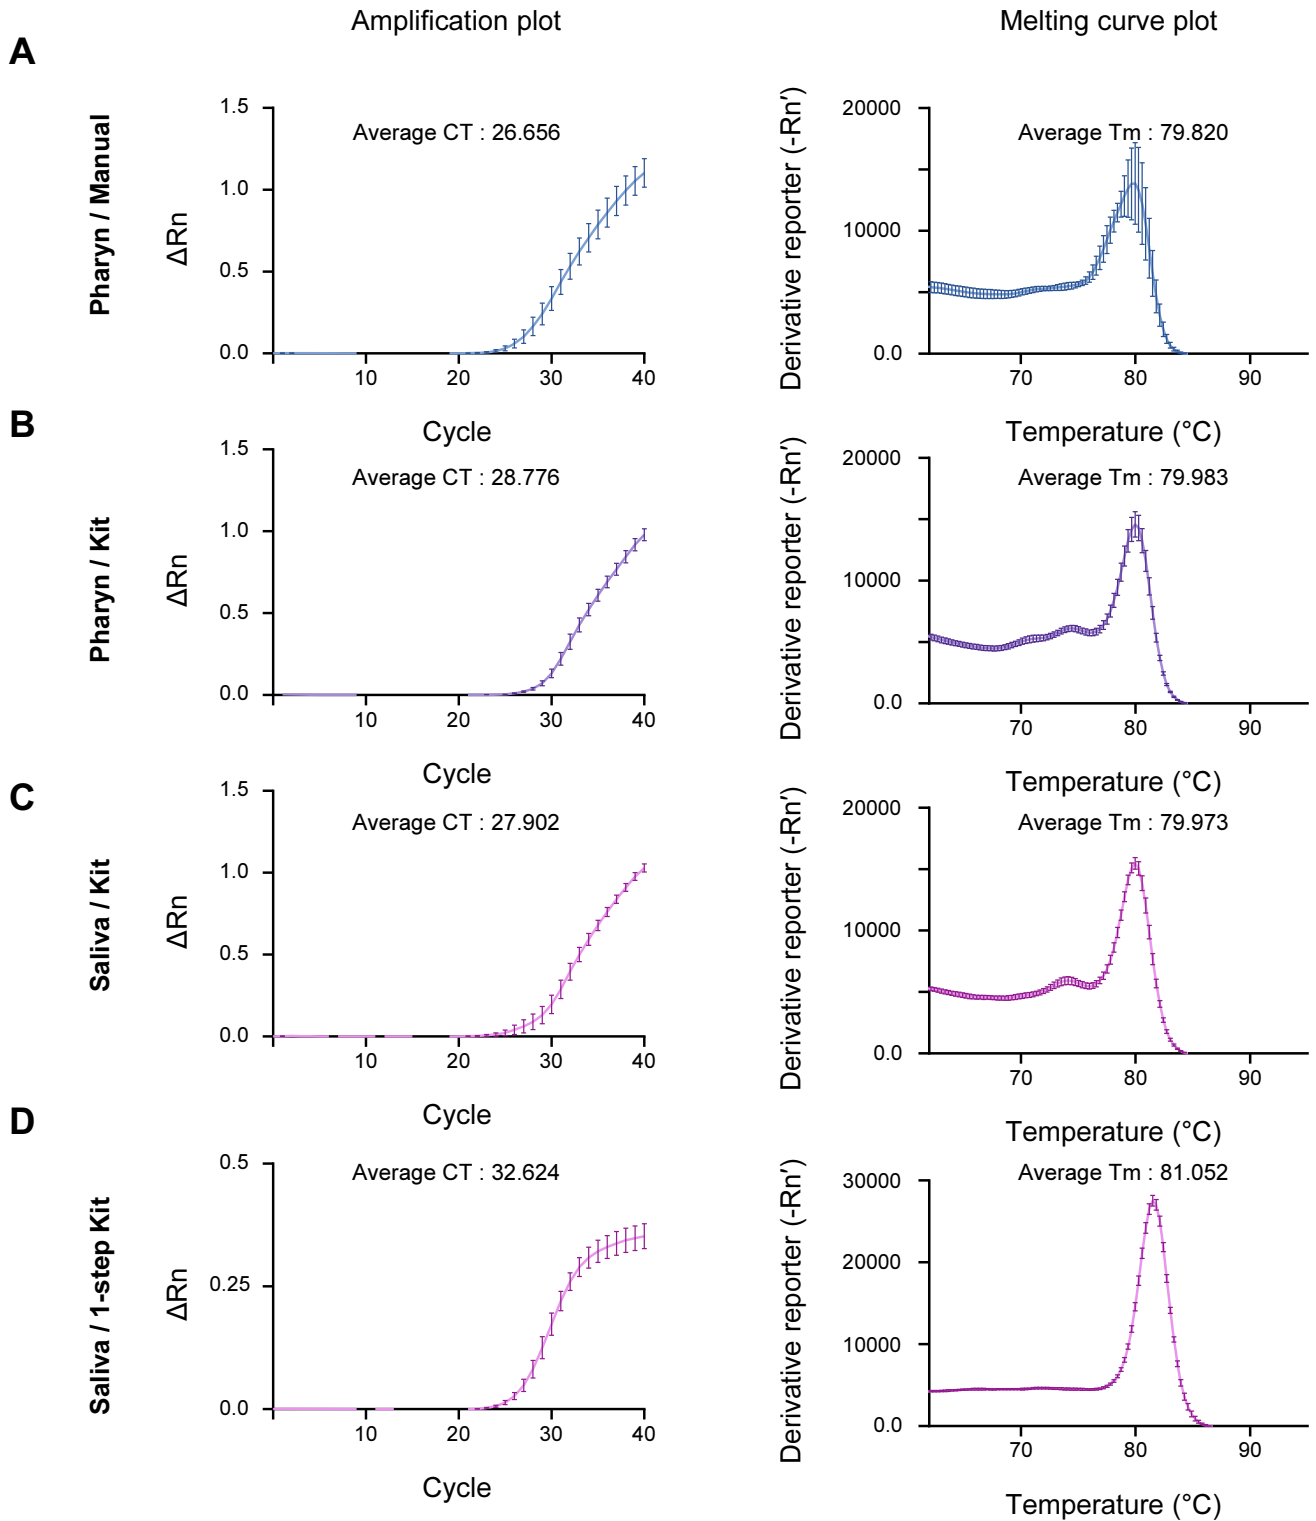 Amplification plot
Melting curve plot
A
Pharyn / Manual
ΔRn
1.5
1.0
0.5
0.0
Average CT : 26.656
10 20 30 40
Cycle
Derivative reporter (-Rn′)
20000
10000
0.0
Average Tm : 79.820
70 80 90
Temperature (°C)
B
Pharyn / Kit
ΔRn
1.5
1.0
0.5
0.0
Average CT : 28.776
10 20 30 40
Cycle
Derivative reporter (-Rn′)
20000
10000
0.0
Average Tm : 79.983
70 80 90
Temperature (°C)
C
Saliva / Kit
ΔRn
1.5
1.0
0.5
0.0
Average CT : 27.902
10 20 30 40
Cycle
Derivative reporter (-Rn′)
20000
10000
0.0
Average Tm : 79.973
70 80 90
Temperature (°C)
D
Saliva / 1-step Kit
ΔRn
0.5
0.25
0.0
Average CT : 32.624
10 20 30 40
Cycle
Derivative reporter (-Rn′)
30000
20000
10000
0.0
Average Tm : 81.052
70 80 90
Temperature (°C)